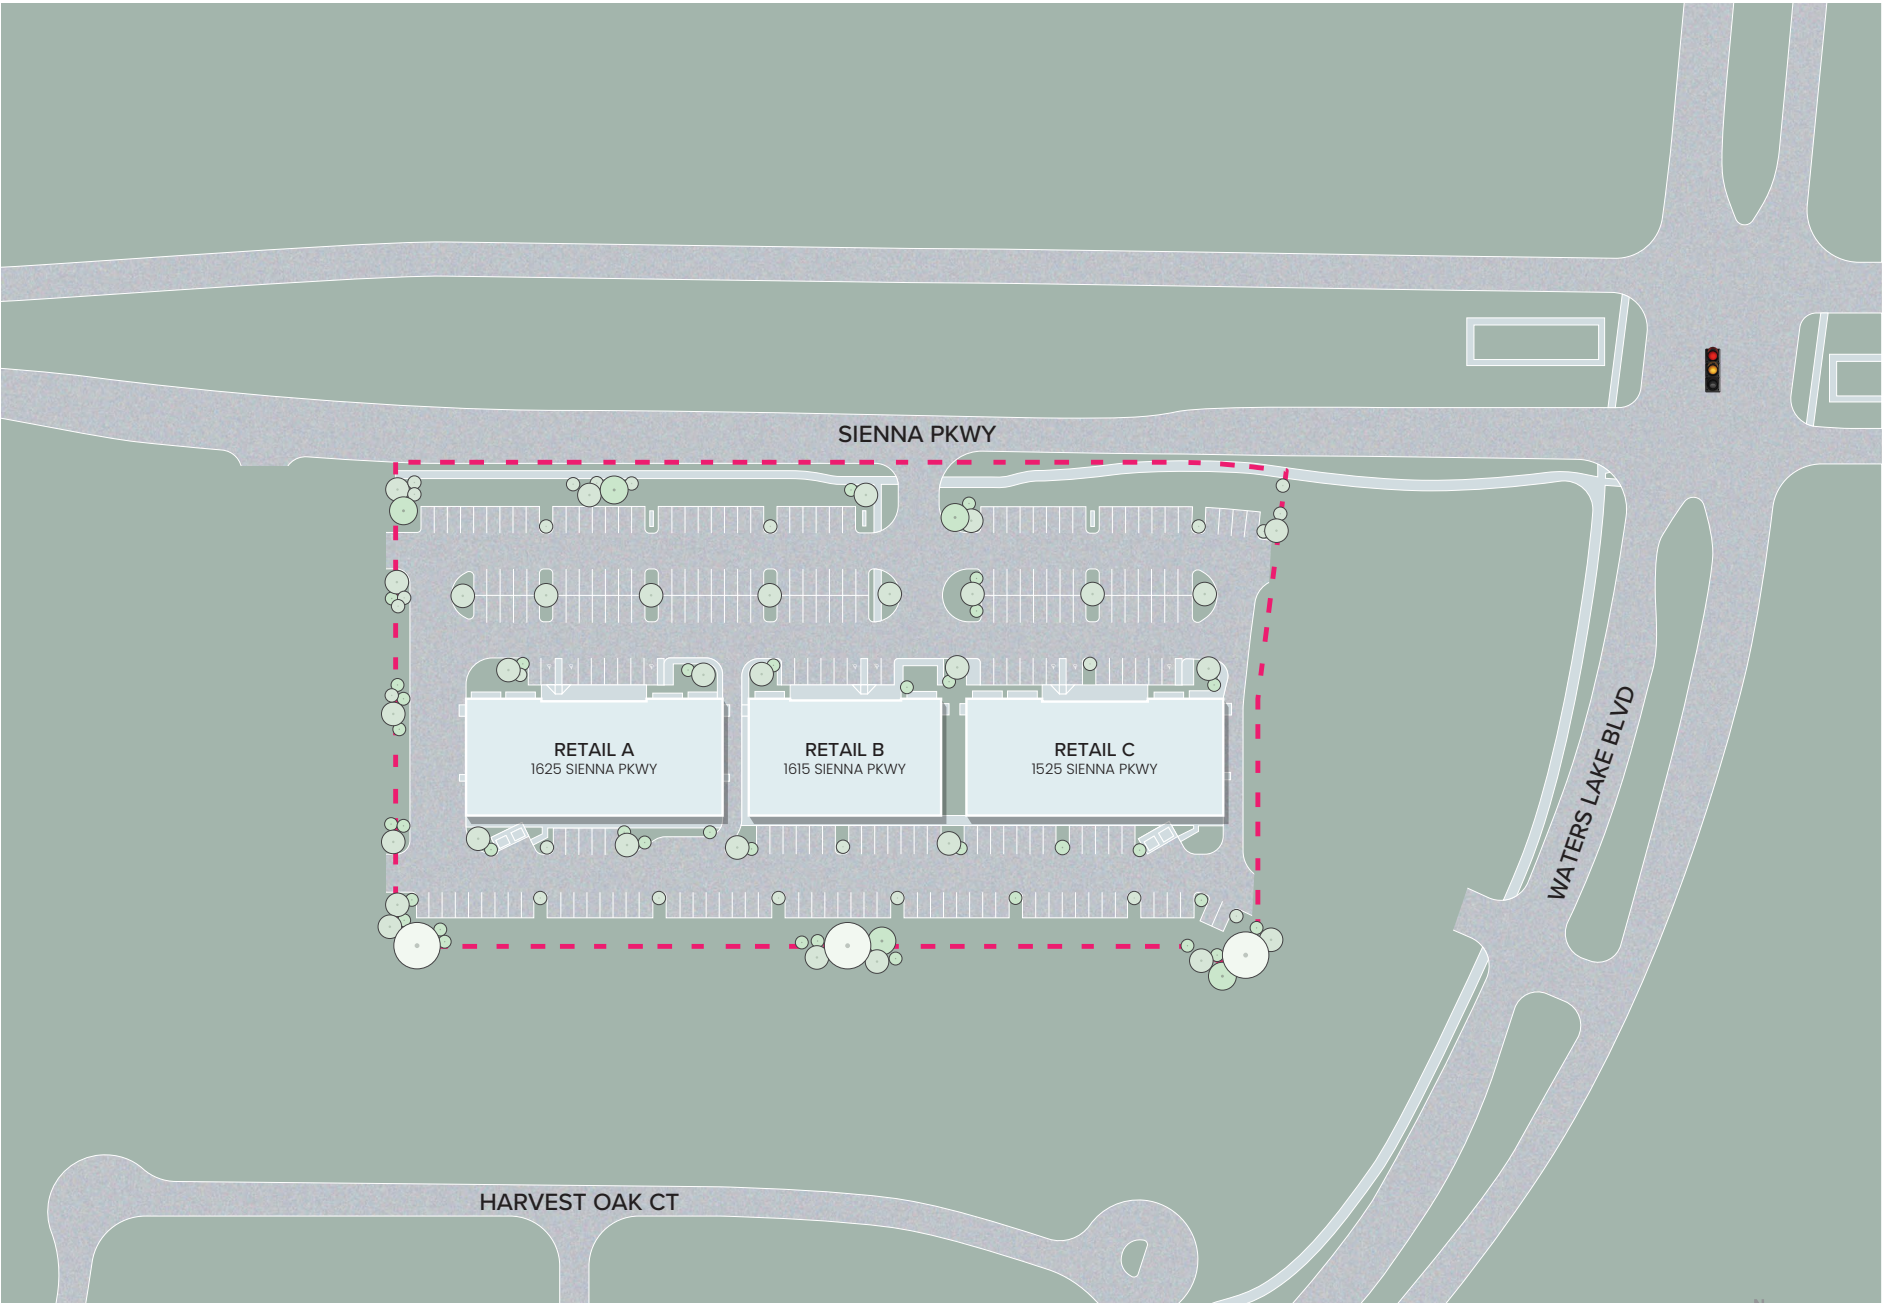 SIENNA PKWY
RETAIL A
1625 SIENNA PKWY
RETAIL B
1615 SIENNA PKWY
RETAIL C
1525 SIENNA PKWY
WATERS LAKE BLVD
HARVEST OAK CT